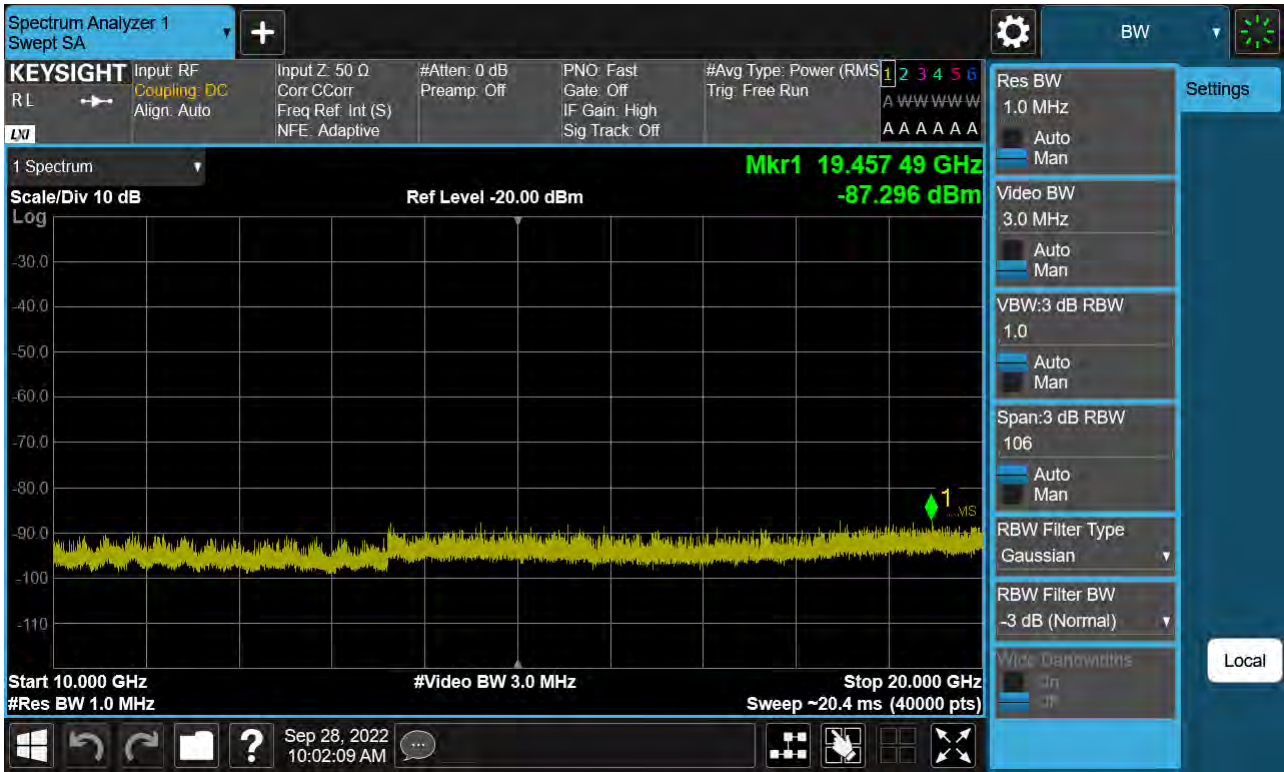 Spectrum Analyzer 1
Swept SA
BW
KEYSIGHT
RL
LXI
Input: RF
Coupling: DC
Align: Auto
Input Z: 50 Ω
Corr CCorr
Freq Ref: Int (S)
NFE: Adaptive
#Atten: 0 dB
Preamp: Off
PNO: Fast
Gate: Off
IF Gain: High
Sig Track: Off
#Avg Type: Power (RMS
Trig: Free Run
1 2 3 4 5 6
A W W W W W
A A A A A A
1 Spectrum
Scale/Div 10 dB
Log
Ref Level -20.00 dBm
Mkr1 19.457 49 GHz
-87.296 dBm
-30.0
-40.0
-50.0
-60.0
-70.0
-80.0
-90.0
-100
-110
1
Start 10.000 GHz
#Res BW 1.0 MHz
#Video BW 3.0 MHz
Stop 20.000 GHz
Sweep ~20.4 ms (40000 pts)
Res BW
1.0 MHz
Auto
Man
Video BW
3.0 MHz
Auto
Man
VBW:3 dB RBW
1.0
Auto
Man
Span:3 dB RBW
106
Auto
Man
RBW Filter Type
Gaussian
RBW Filter BW
-3 dB (Normal)
Settings
Local
?
Sep 28, 2022
10:02:09 AM